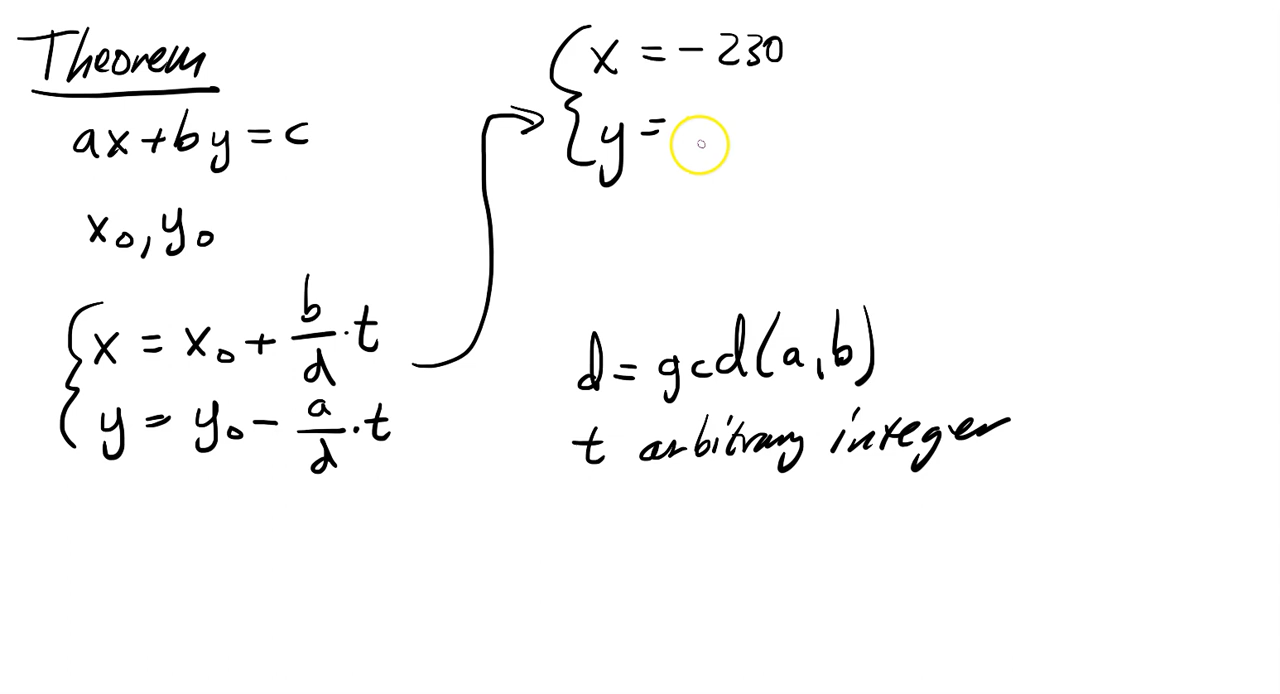 Theorem
ax + by = c
x₀, y₀
x = x₀ + b/d · t
y = y₀ - a/d · t
x = - 230
y =
d = gcd(a, b)
t arbitrary integer